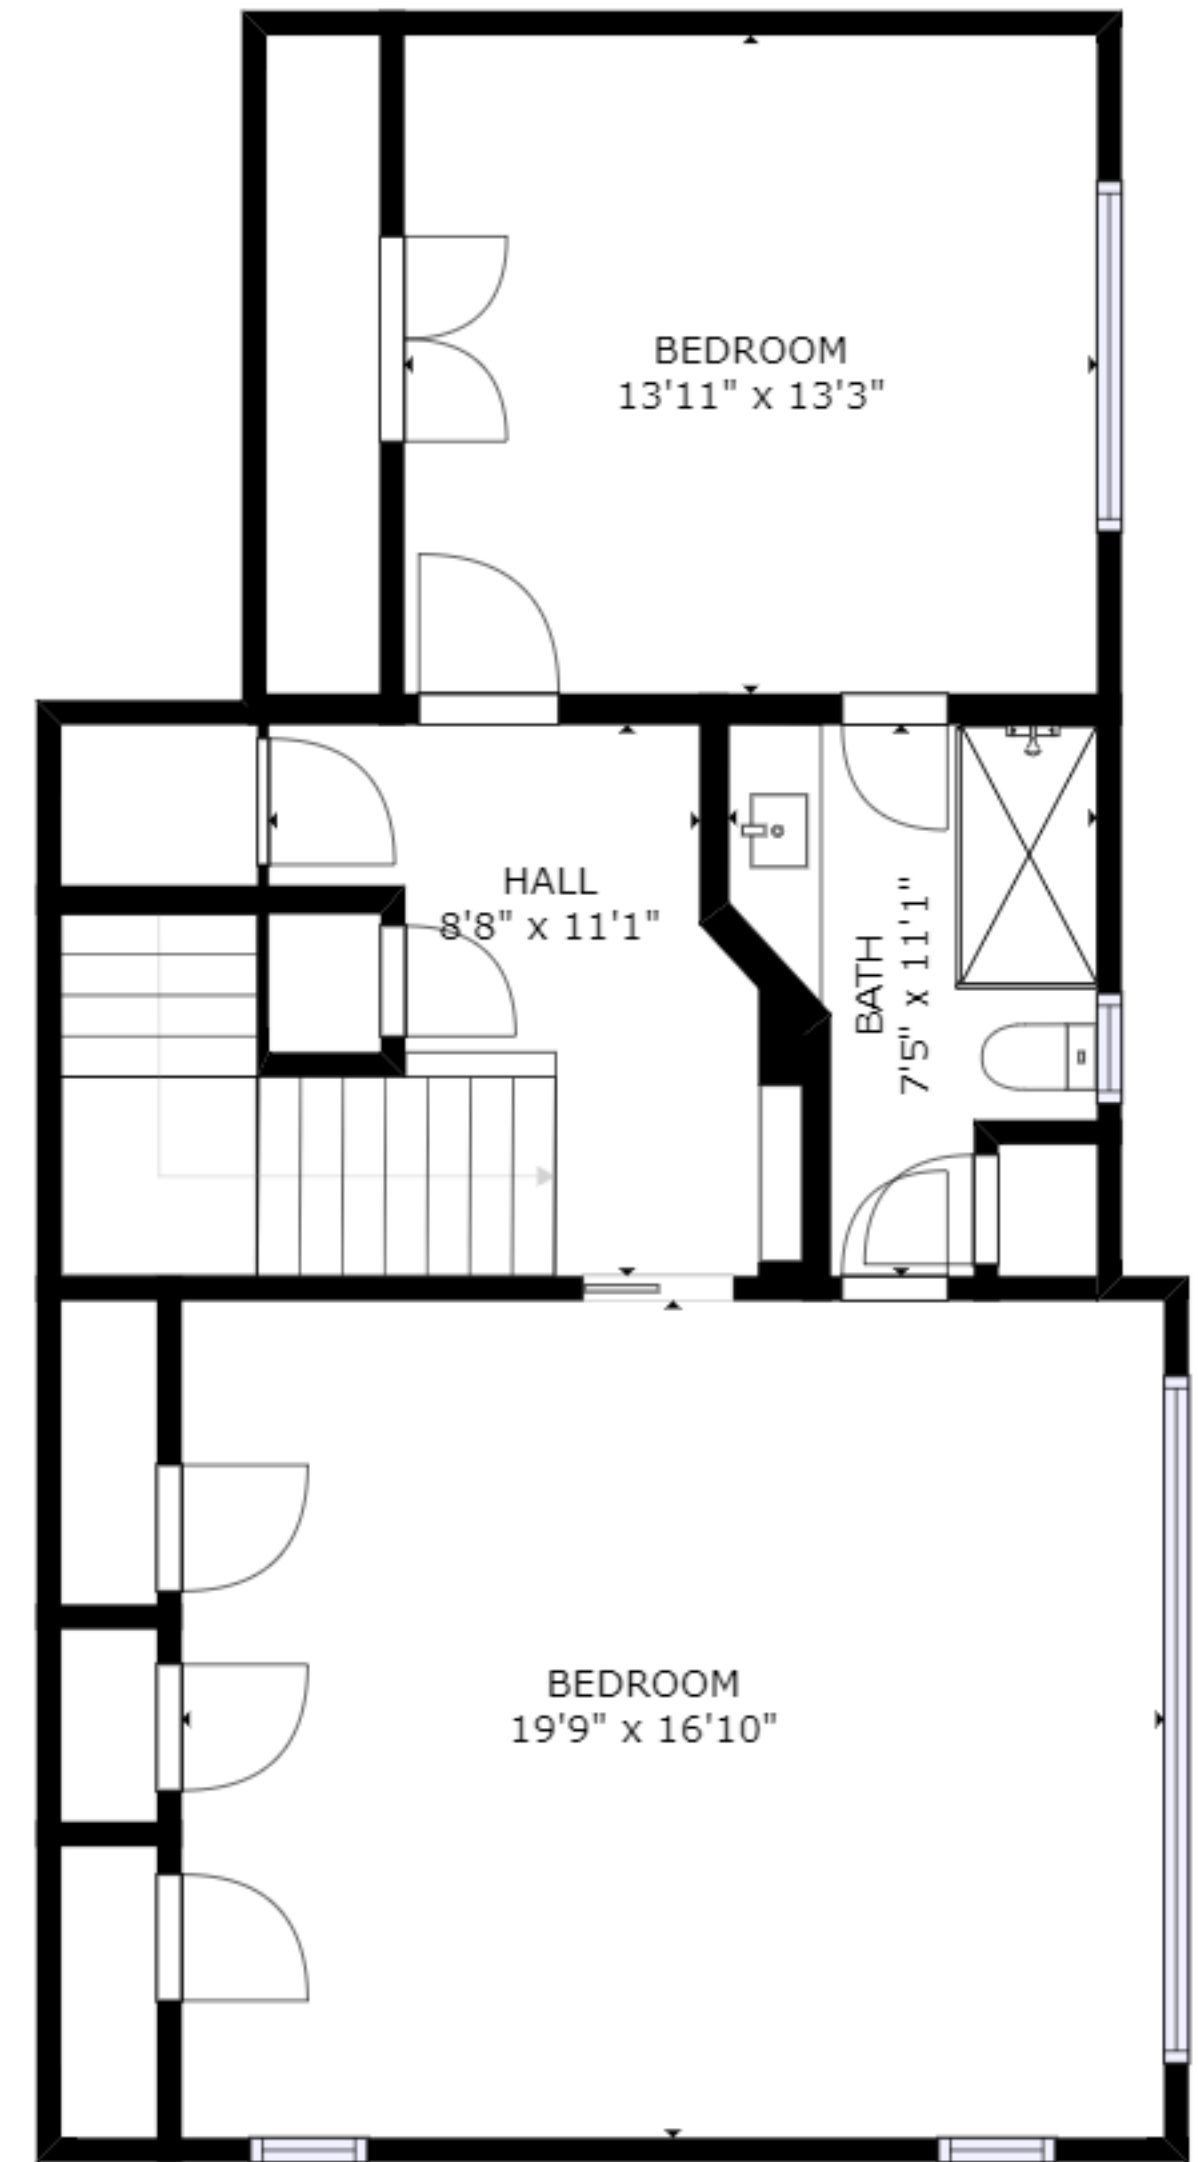 BEDROOM
13'11" x 13'3"
HALL
8'8" x 11'1"
BATH
7'5" x 11'1"
BEDROOM
19'9" x 16'10"